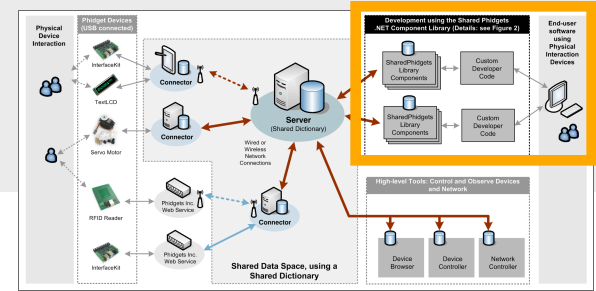 Physical
Device
Interaction
Phidget Devices
(USB connected)
InterfaceKit
TextLCD
Servo Motor
RFID Reader
InterfaceKit
Connector
Connector
Phidgets Inc.
Web Service
Phidgets Inc.
Web Service
Connector
Server
(Shared Dictionary)
Wired or
Wireless
Network
Connections
Shared Data Space, using a
Shared Dictionary
Development using the Shared Phidgets
.NET Component Library (Details: see Figure 2)
SharedPhidgets
Library
Components
Custom
Developer
Code
SharedPhidgets
Library
Components
Custom
Developer
Code
End-user
software
using
Physical
Interaction
Devices
High-level Tools: Control and Observe Devices
and Network
Device
Browser
Device
Controller
Network
Controller